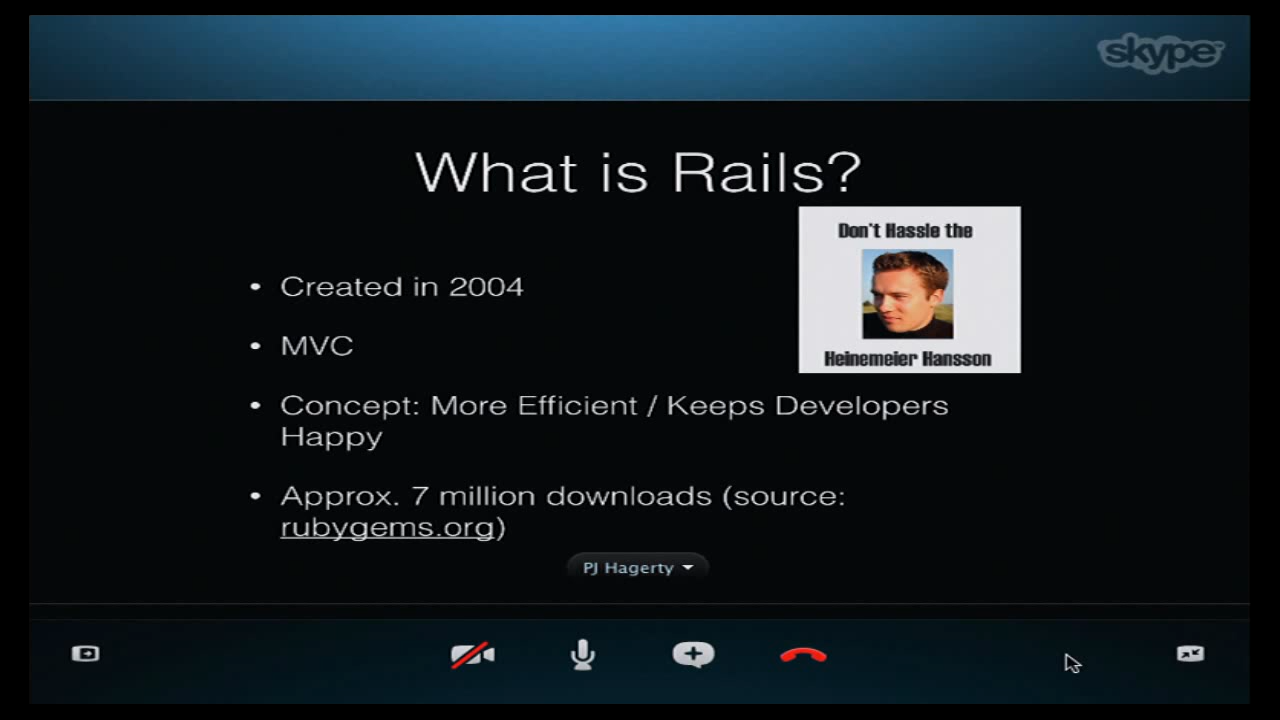 skype
What is Rails?
Don't Hassle the
Heinemeier Hansson
• Created in 2004
• MVC
• Concept: More Efficient / Keeps Developers
Happy
• Approx. 7 million downloads (source:
rubygems.org)
PJ Hagerty